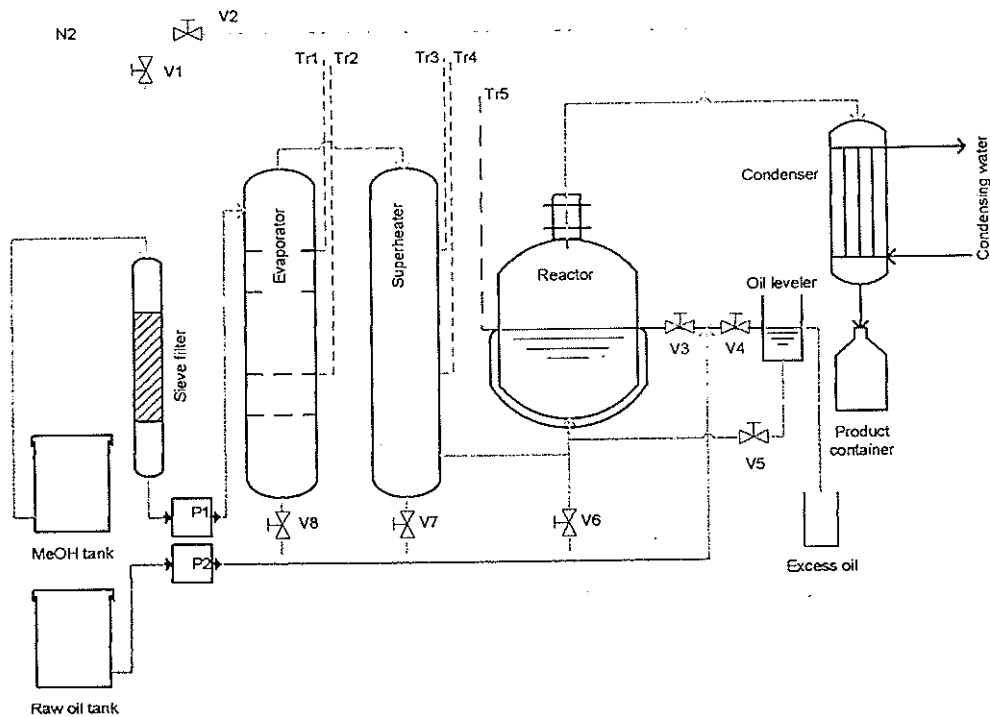 N2
V2
V1
Tr1
Tr2
Tr3
Tr4
Tr5
Condenser
Condensing water
Evaporator
Superheater
Reactor
Oil leveler
Sieve filter
V3
V4
V5
Product
container
MeOH tank
P1
P2
V8
V7
V6
Excess oil
Raw oil tank